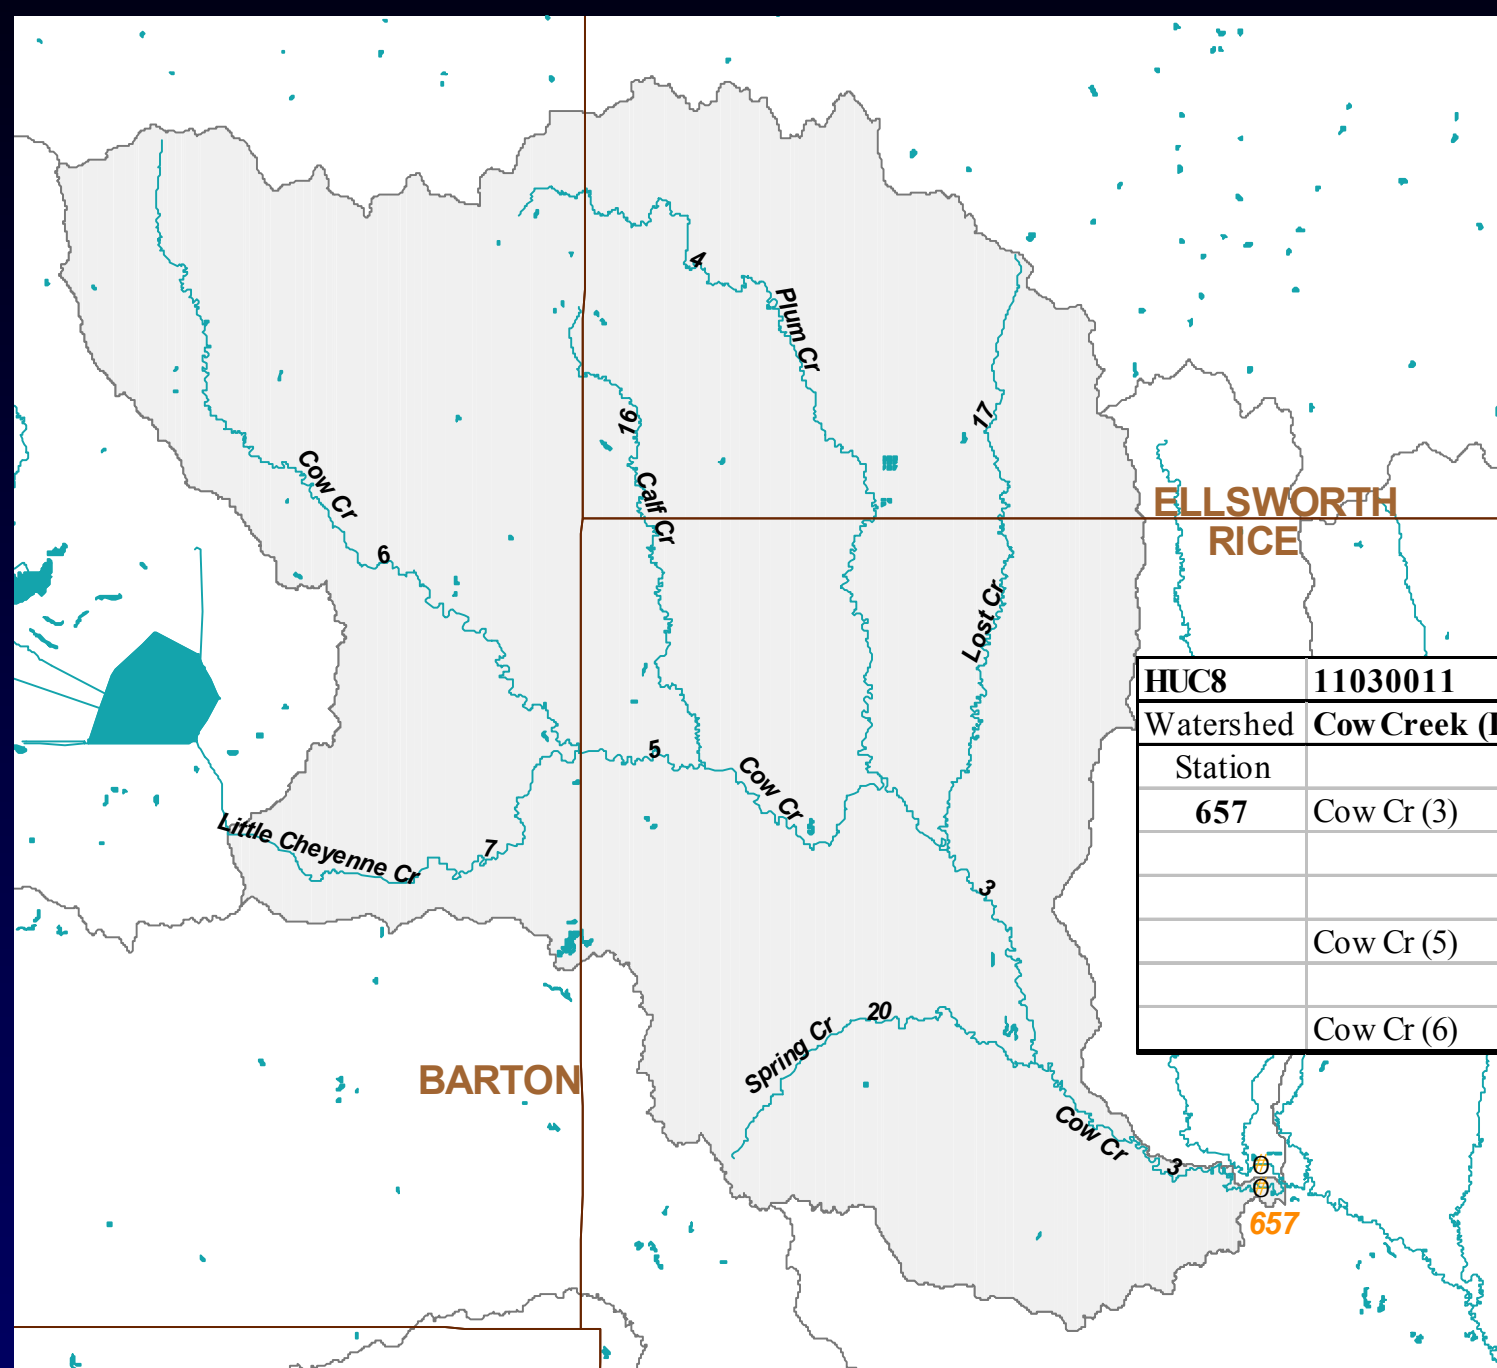 4
Plum Cr
17
16
Calf Cr
Cow Cr
6
ELLSWORTH
RICE
Lost Cr
HUC8 11030011
Watershed Cow Creek (
Station
657 Cow Cr (3)
Cow Cr (5)
Cow Cr (6)
5
Cow Cr
Little Cheyenne Cr
7
3
20
Spring Cr
BARTON
Cow Cr
3
657